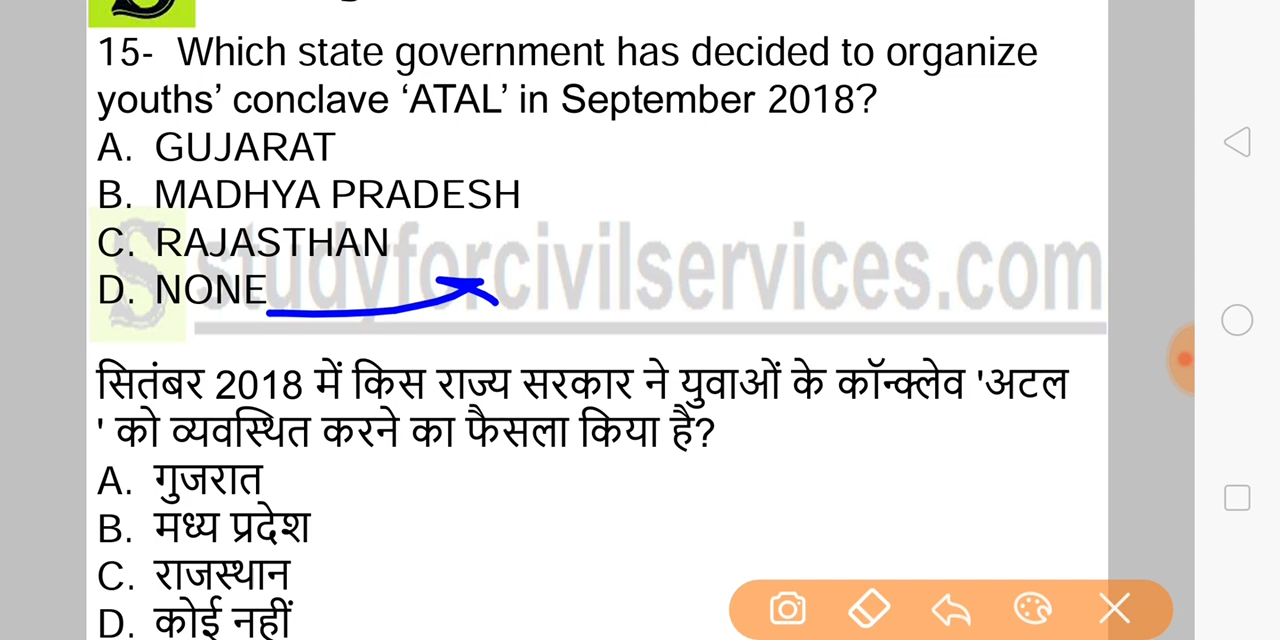 15- Which state government has decided to organize
youths’ conclave ‘ATAL’ in September 2018?
A. GUJARAT
B. MADHYA PRADESH
C. RAJASTHAN
D. NONE
studyforcivilservices.com
सितंबर 2018 में किस राज्य सरकार ने युवाओं के कॉन्क्लेव 'अटल
' को व्यवस्थित करने का फैसला किया है?
A. गुजरात
B. मध्य प्रदेश
C. राजस्थान
D. कोई नहीं